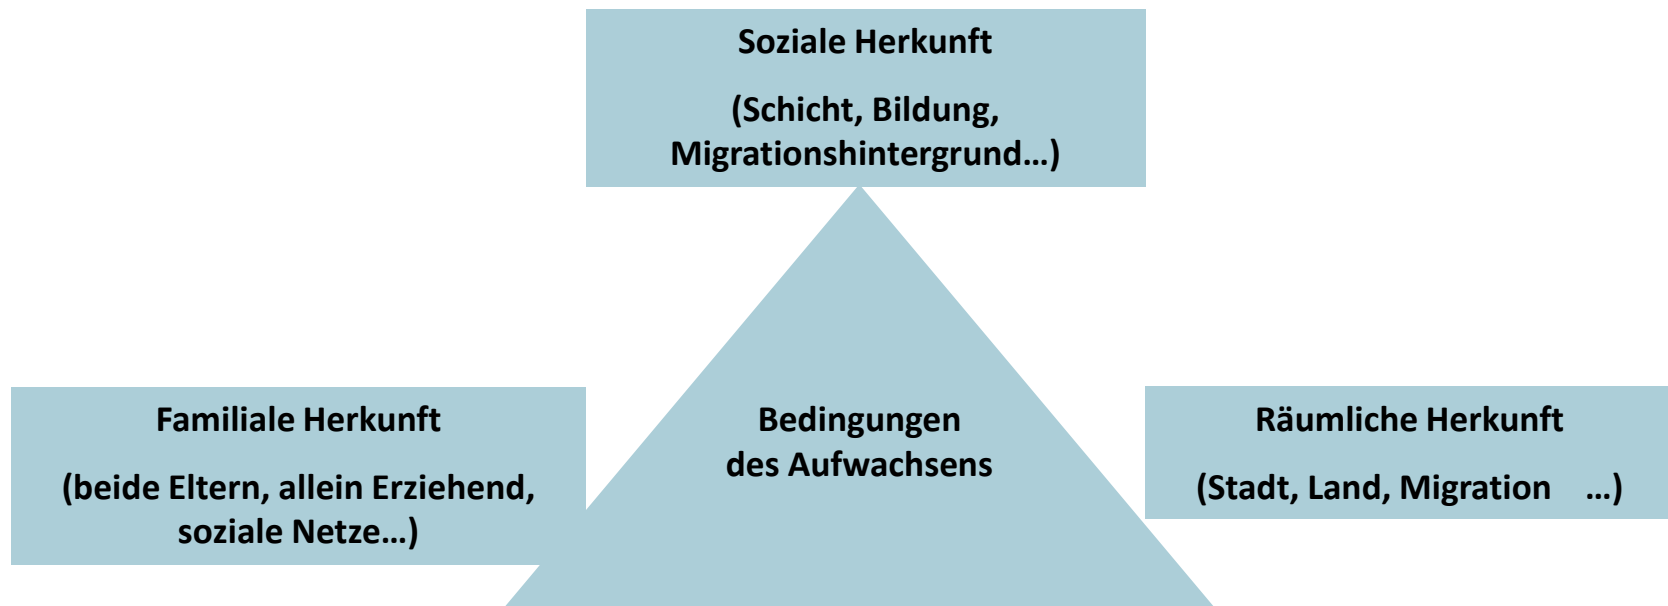 Soziale Herkunft
(Schicht, Bildung,
Migrationshintergrund…)
Familiale Herkunft
(beide Eltern, allein Erziehend,
soziale Netze…)
Bedingungen
des Aufwachsens
Räumliche Herkunft
(Stadt, Land, Migration …)